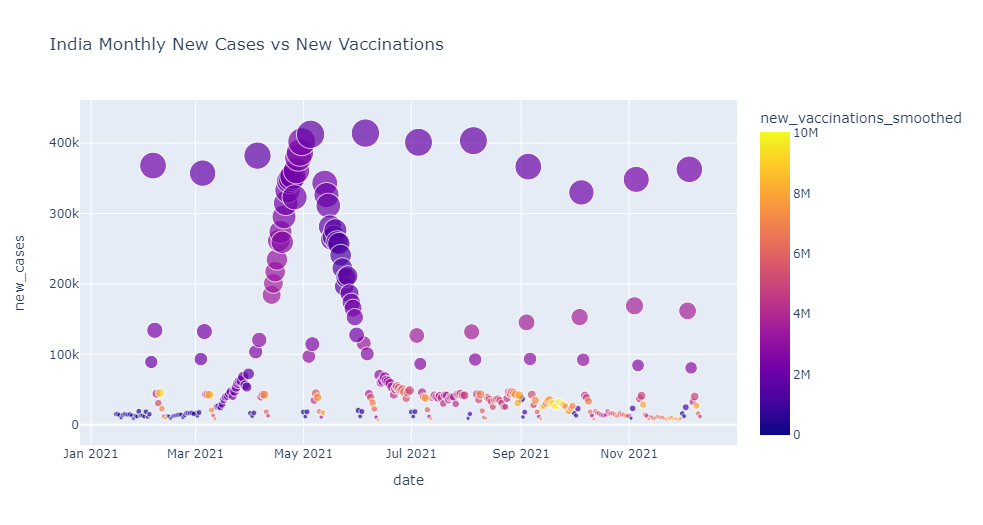 India Monthly New Cases vs New Vaccinations
new_vaccinations_smoothed
10M
8M
6M
4M
2M
0
400k
300k
200k
100k
0
new_cases
Jan 2021
Mar 2021
May 2021
Jul 2021
Sep 2021
Nov 2021
date